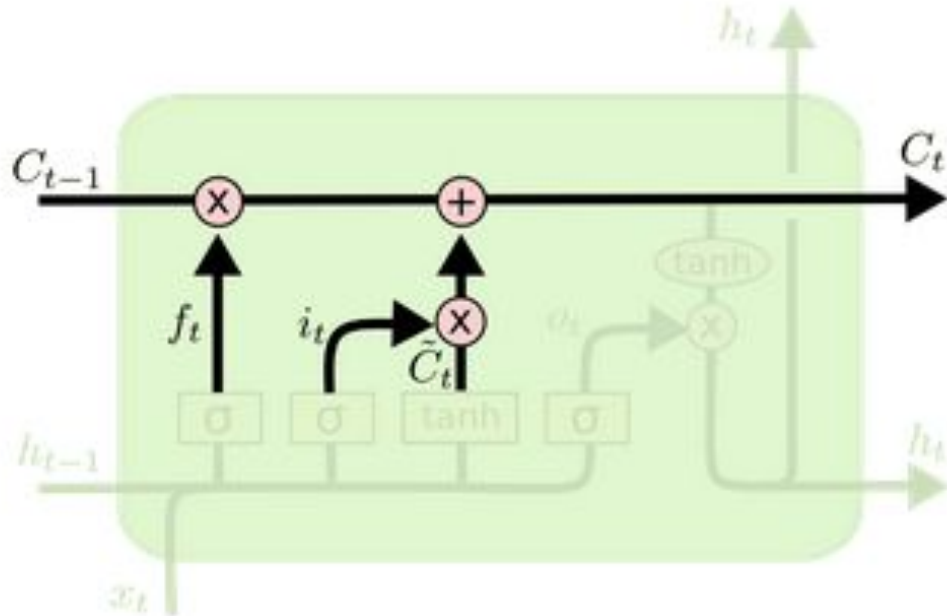 h_t
C_{t-1}
x
+
C_t
tanh
f_t
i_t
x
o_t
x
C̃_t
σ
σ
tanh
σ
h_{t-1}
h_t
x_t